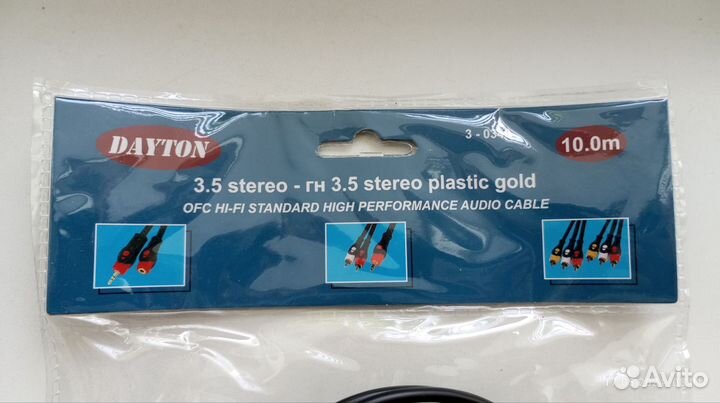 DAYTON
10.0m
3.5 stereo - гн 3.5 stereo plastic gold
OFC HI-FI STANDARD HIGH PERFORMANCE AUDIO CABLE
Avito